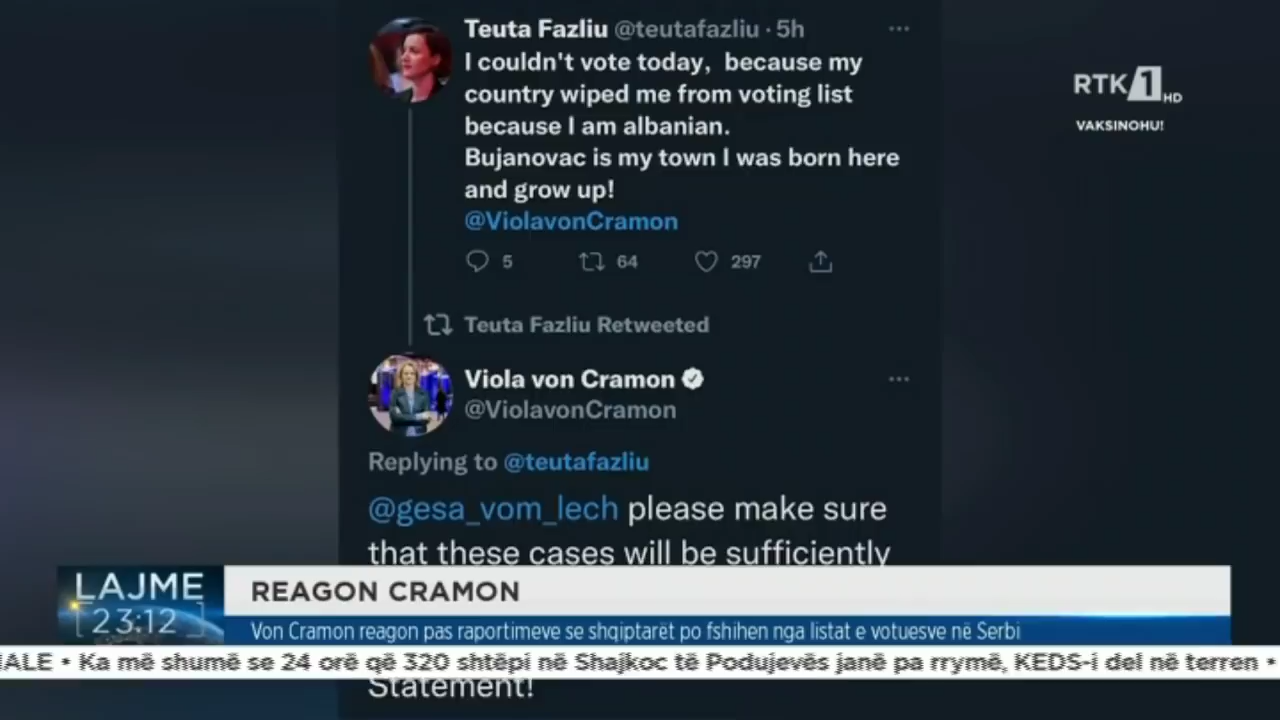 Teuta Fazliu @teutafazliu · 5h
I couldn't vote today, because my
country wiped me from voting list
because I am albanian.
Bujanovac is my town I was born here
and grow up!
@ViolavonCramon
5 64 297
Teuta Fazliu Retweeted
Viola von Cramon
@ViolavonCramon
Replying to @teutafazliu
@gesa_vom_lech please make sure
that these cases will be sufficiently
Statement!
RTK 1 HD
VAKSINOHU!
LAJME
23:12
REAGON CRAMON
Von Cramon reagon pas raportimeve se shqiptarët po fshihen nga listat e votuesve në Serbi
• Ka më shumë se 24 orë që 320 shtëpi në Shajkoc të Podujevës janë pa rrymë, KEDS-i del në terren •